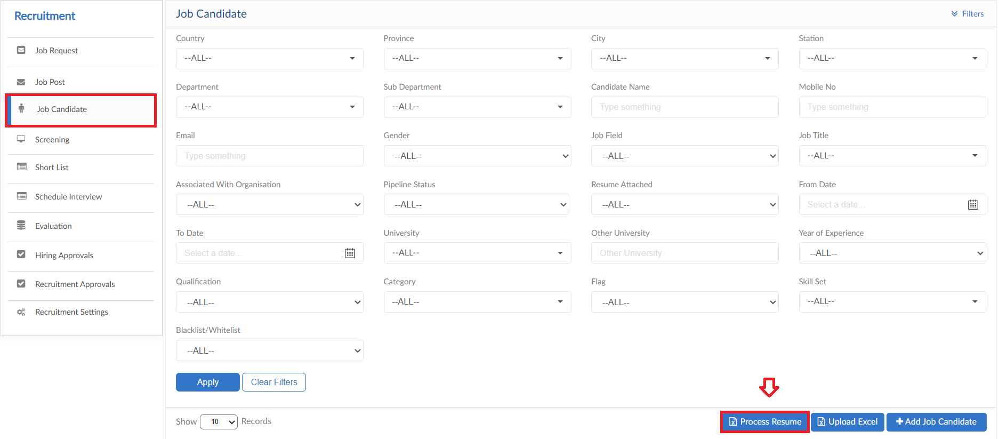 Recruitment
Job Request
Job Post
Job Candidate
Screening
Short List
Schedule Interview
Evaluation
Hiring Approvals
Recruitment Approvals
Recruitment Settings
Job Candidate
Filters
Country Province City Station
--ALL-- --ALL-- --ALL-- --ALL--
Department Sub Department Candidate Name Mobile No
--ALL-- --ALL-- Type something Type something
Email Gender Job Field Job Title
Type something --ALL-- --ALL-- --ALL--
Associated With Organisation Pipeline Status Resume Attached From Date
--ALL-- --ALL-- --ALL-- Select a date...
To Date University Other University Year of Experience
Select a date... --ALL-- Other University --ALL--
Qualification Category Flag Skill Set
--ALL-- --ALL-- --ALL-- --ALL--
Blacklist/Whitelist
--ALL--
Apply Clear Filters
Show 10 Records Process Resume Upload Excel Add Job Candidate